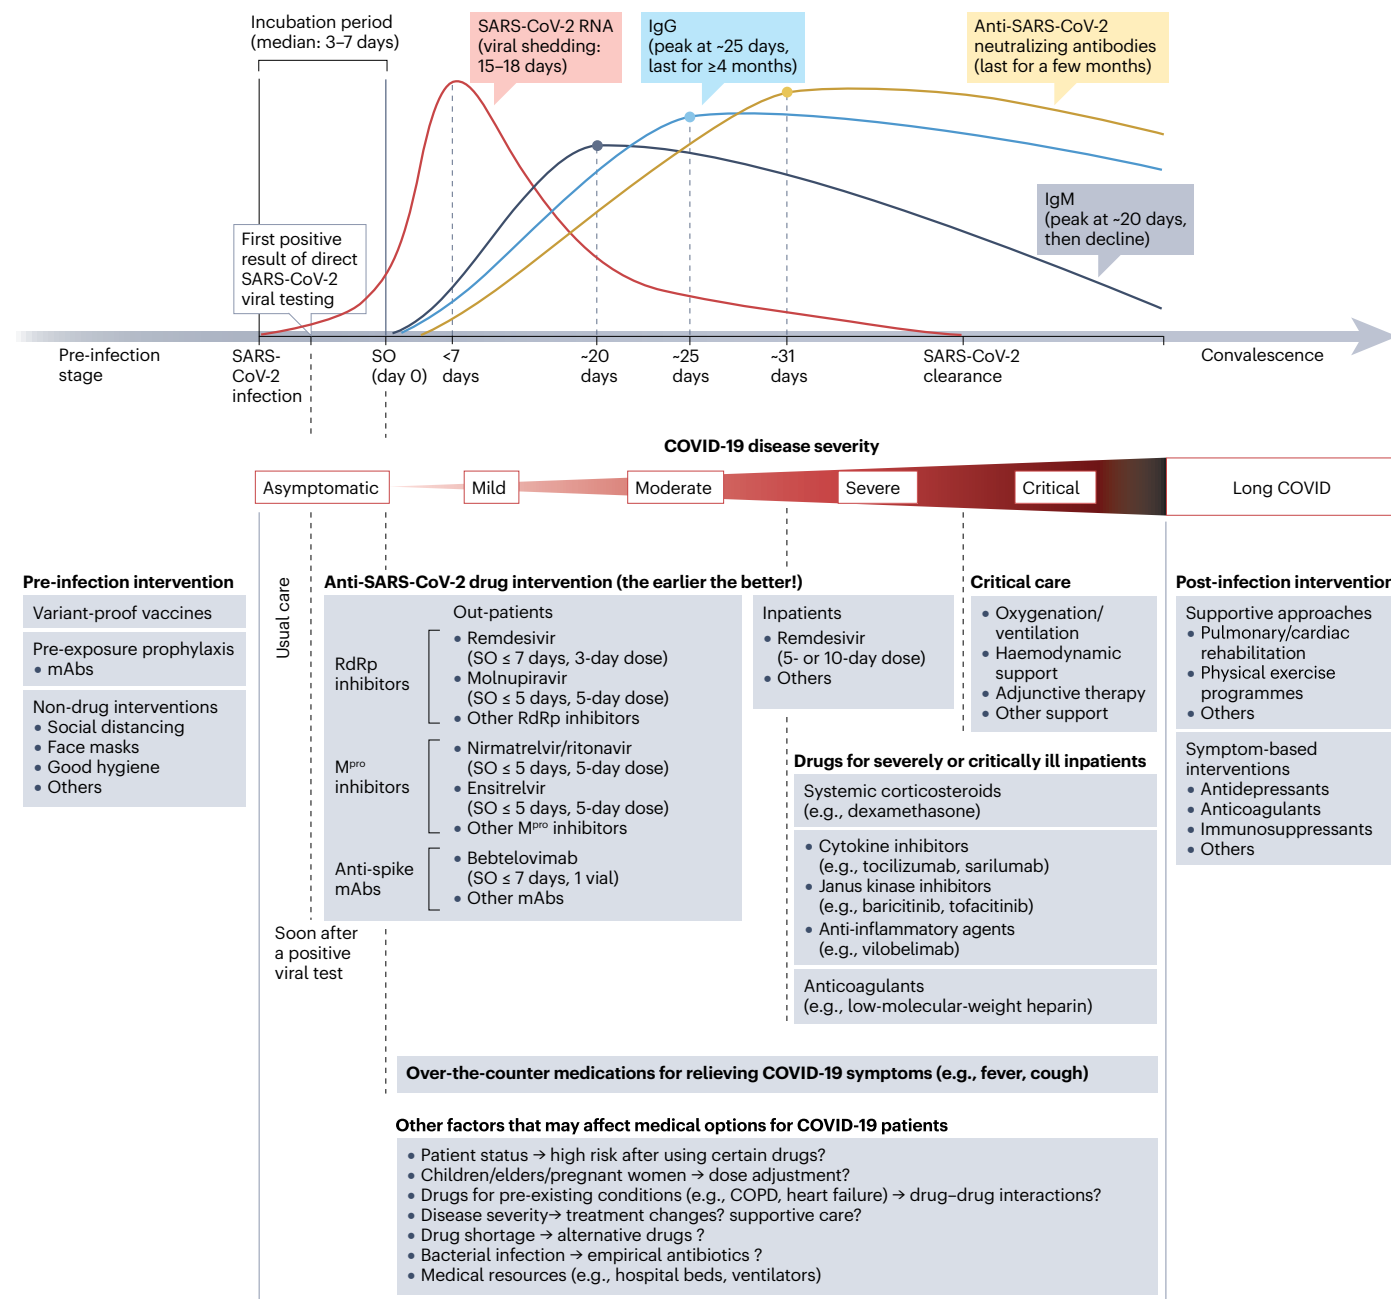 Incubation period
(median: 3–7 days)
SARS-CoV-2 RNA
(viral shedding:
15–18 days)
IgG
(peak at ~25 days,
last for ≥4 months)
Anti-SARS-CoV-2
neutralizing antibodies
(last for a few months)
IgM
(peak at ~20 days,
then decline)
First positive
result of direct
SARS-CoV-2
viral testing
Pre-infection
stage
SARS-
CoV-2
infection
SO
(day 0)
<7
days
~20
days
~25
days
~31
days
SARS-CoV-2
clearance
Convalescence
COVID-19 disease severity
Asymptomatic
Mild
Moderate
Severe
Critical
Long COVID
Pre-infection intervention
Variant-proof vaccines
Pre-exposure prophylaxis
• mAbs
Non-drug interventions
• Social distancing
• Face masks
• Good hygiene
• Others
Usual care
Soon after
a positive
viral test
Anti-SARS-CoV-2 drug intervention (the earlier the better!)
Out-patients
RdRp
inhibitors
• Remdesivir
(SO ≤ 7 days, 3-day dose)
• Molnupiravir
(SO ≤ 5 days, 5-day dose)
• Other RdRp inhibitors
Mpro
inhibitors
• Nirmatrelvir/ritonavir
(SO ≤ 5 days, 5-day dose)
• Ensitrelvir
(SO ≤ 5 days, 5-day dose)
• Other Mpro inhibitors
Anti-spike
mAbs
• Bebtelovimab
(SO ≤ 7 days, 1 vial)
• Other mAbs
Inpatients
• Remdesivir
(5- or 10-day dose)
• Others
Critical care
• Oxygenation/
ventilation
• Haemodynamic
support
• Adjunctive therapy
• Other support
Drugs for severely or critically ill inpatients
Systemic corticosteroids
(e.g., dexamethasone)
• Cytokine inhibitors
(e.g., tocilizumab, sarilumab)
• Janus kinase inhibitors
(e.g., baricitinib, tofacitinib)
• Anti-inflammatory agents
(e.g., vilobelimab)
Anticoagulants
(e.g., low-molecular-weight heparin)
Post-infection intervention
Supportive approaches
• Pulmonary/cardiac
rehabilitation
• Physical exercise
programmes
• Others
Symptom-based
interventions
• Antidepressants
• Anticoagulants
• Immunosuppressants
• Others
Over-the-counter medications for relieving COVID-19 symptoms (e.g., fever, cough)
Other factors that may affect medical options for COVID-19 patients
• Patient status → high risk after using certain drugs?
• Children/elders/pregnant women → dose adjustment?
• Drugs for pre-existing conditions (e.g., COPD, heart failure) → drug–drug interactions?
• Disease severity→ treatment changes? supportive care?
• Drug shortage → alternative drugs ?
• Bacterial infection → empirical antibiotics ?
• Medical resources (e.g., hospital beds, ventilators)